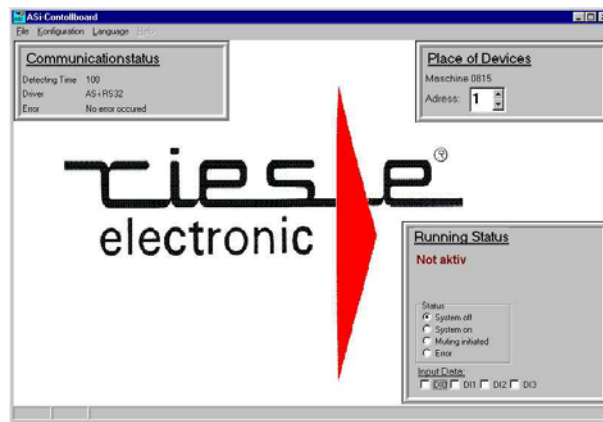 ASi-Contollboard
File Konfiguration Language Help
Communicationstatus
Detecting Time 100
Driver AS+RS32
Error No error occured
Place of Devices
Maschine 0815
Adress: 1
riese ®
electronic
Running Status
Not aktiv
Status
System off
System on
Muting initiated
Error
Input Data:
DI0 DI1 DI2 DI3